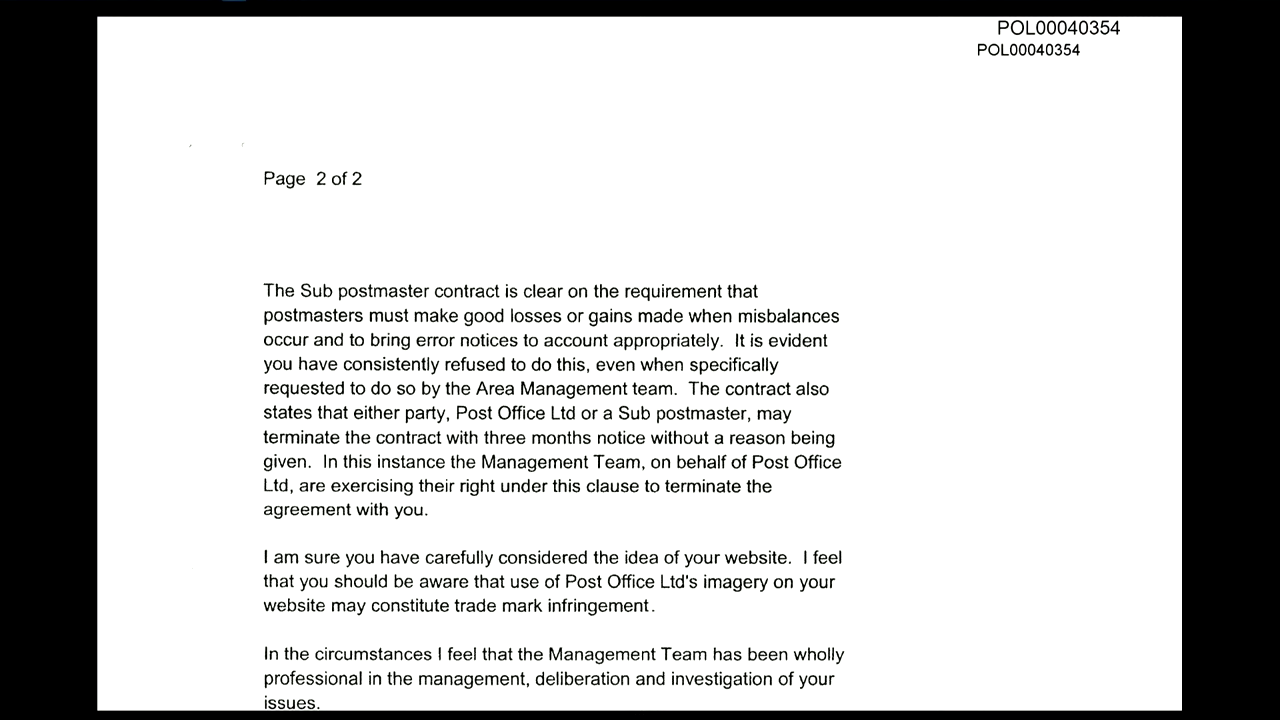 POL00040354
POL00040354
Page 2 of 2
The Sub postmaster contract is clear on the requirement that
postmasters must make good losses or gains made when misbalances
occur and to bring error notices to account appropriately. It is evident
you have consistently refused to do this, even when specifically
requested to do so by the Area Management team. The contract also
states that either party, Post Office Ltd or a Sub postmaster, may
terminate the contract with three months notice without a reason being
given. In this instance the Management Team, on behalf of Post Office
Ltd, are exercising their right under this clause to terminate the
agreement with you.
I am sure you have carefully considered the idea of your website. I feel
that you should be aware that use of Post Office Ltd's imagery on your
website may constitute trade mark infringement.
In the circumstances I feel that the Management Team has been wholly
professional in the management, deliberation and investigation of your
issues.